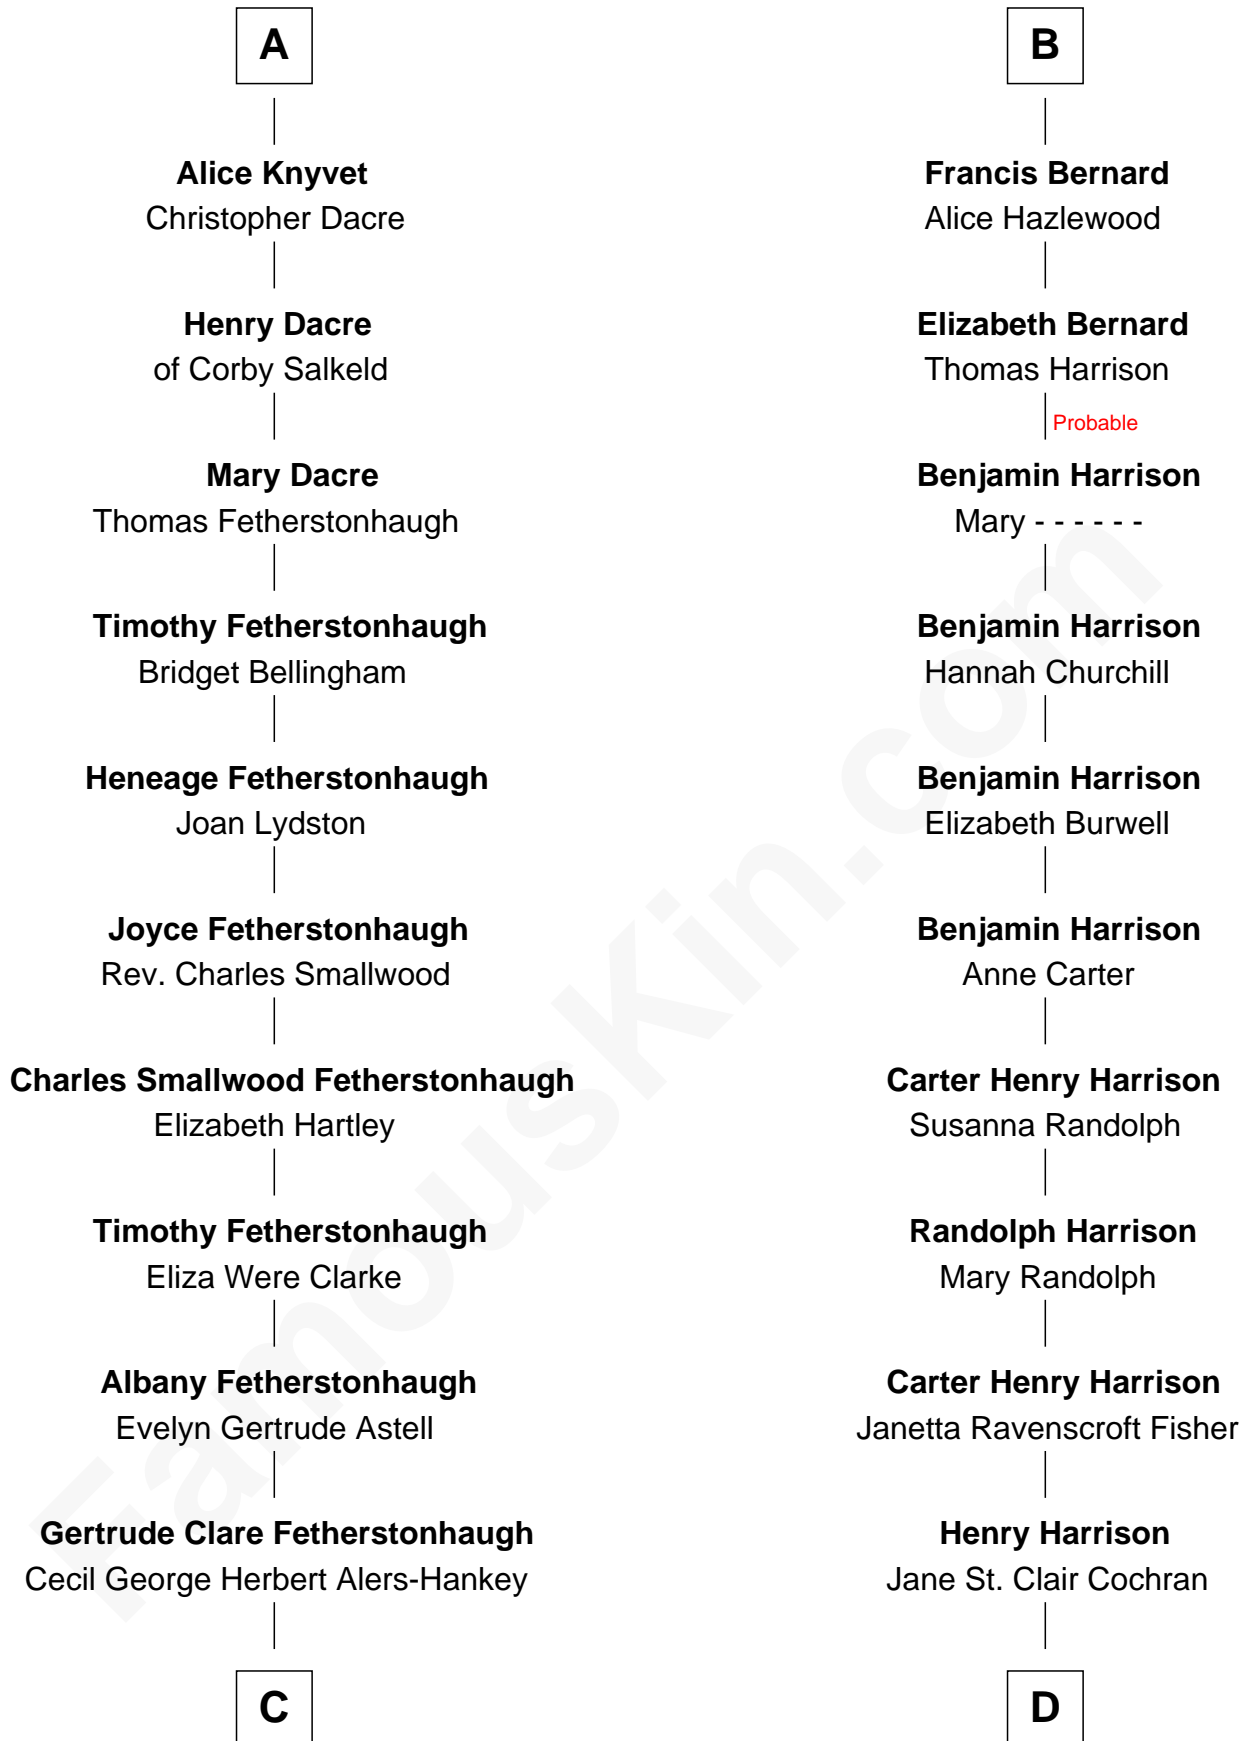 A
Alice Knyvet
Christopher Dacre
Henry Dacre
of Corby Salkeld
Mary Dacre
Thomas Fetherstonhaugh
Timothy Fetherstonhaugh
Bridget Bellingham
Heneage Fetherstonhaugh
Joan Lydston
Joyce Fetherstonhaugh
Rev. Charles Smallwood
Charles Smallwood Fetherstonhaugh
Elizabeth Hartley
Timothy Fetherstonhaugh
Eliza Were Clarke
Albany Fetherstonhaugh
Evelyn Gertrude Astell
Gertrude Clare Fetherstonhaugh
Cecil George Herbert Alers-Hankey
C
B
Francis Bernard
Alice Hazlewood
Elizabeth Bernard
Thomas Harrison
Probable
Benjamin Harrison
Mary - - - - - -
Benjamin Harrison
Hannah Churchill
Benjamin Harrison
Elizabeth Burwell
Benjamin Harrison
Anne Carter
Carter Henry Harrison
Susanna Randolph
Randolph Harrison
Mary Randolph
Carter Henry Harrison
Janetta Ravenscroft Fisher
Henry Harrison
Jane St. Clair Cochran
D
FamousKin.com